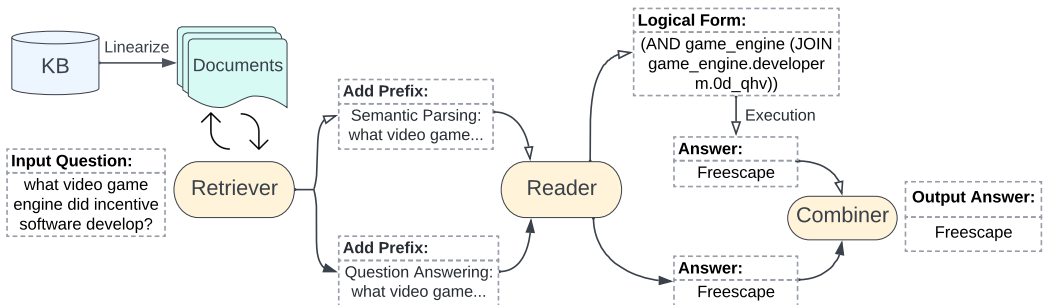 KB
Linearize
Documents
Input Question:
what video game
engine did incentive
software develop?
Retriever
Add Prefix:
Semantic Parsing:
what video game...
Add Prefix:
Question Answering:
what video game...
Reader
Logical Form:
(AND game_engine (JOIN
game_engine.developer
m.0d_qhv))
Execution
Answer:
Freescape
Answer:
Freescape
Combiner
Output Answer:
Freescape